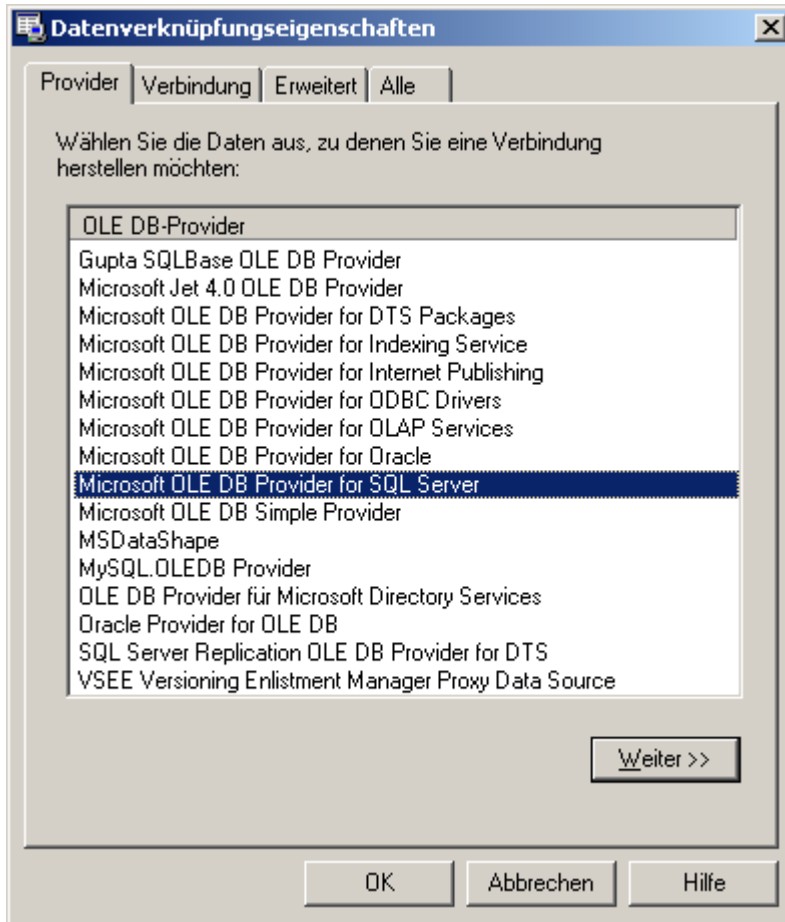 Datenverknüpfungseigenschaften
Provider Verbindung Erweitert Alle
Wählen Sie die Daten aus, zu denen Sie eine Verbindung
herstellen möchten:
OLE DB-Provider
Gupta SQLBase OLE DB Provider
Microsoft Jet 4.0 OLE DB Provider
Microsoft OLE DB Provider for DTS Packages
Microsoft OLE DB Provider for Indexing Service
Microsoft OLE DB Provider for Internet Publishing
Microsoft OLE DB Provider for ODBC Drivers
Microsoft OLE DB Provider for OLAP Services
Microsoft OLE DB Provider for Oracle
Microsoft OLE DB Provider for SQL Server
Microsoft OLE DB Simple Provider
MSDataShape
MySQL.OLEDB Provider
OLE DB Provider für Microsoft Directory Services
Oracle Provider for OLE DB
SQL Server Replication OLE DB Provider for DTS
VSEE Versioning Enlistment Manager Proxy Data Source
Weiter >>
OK Abbrechen Hilfe